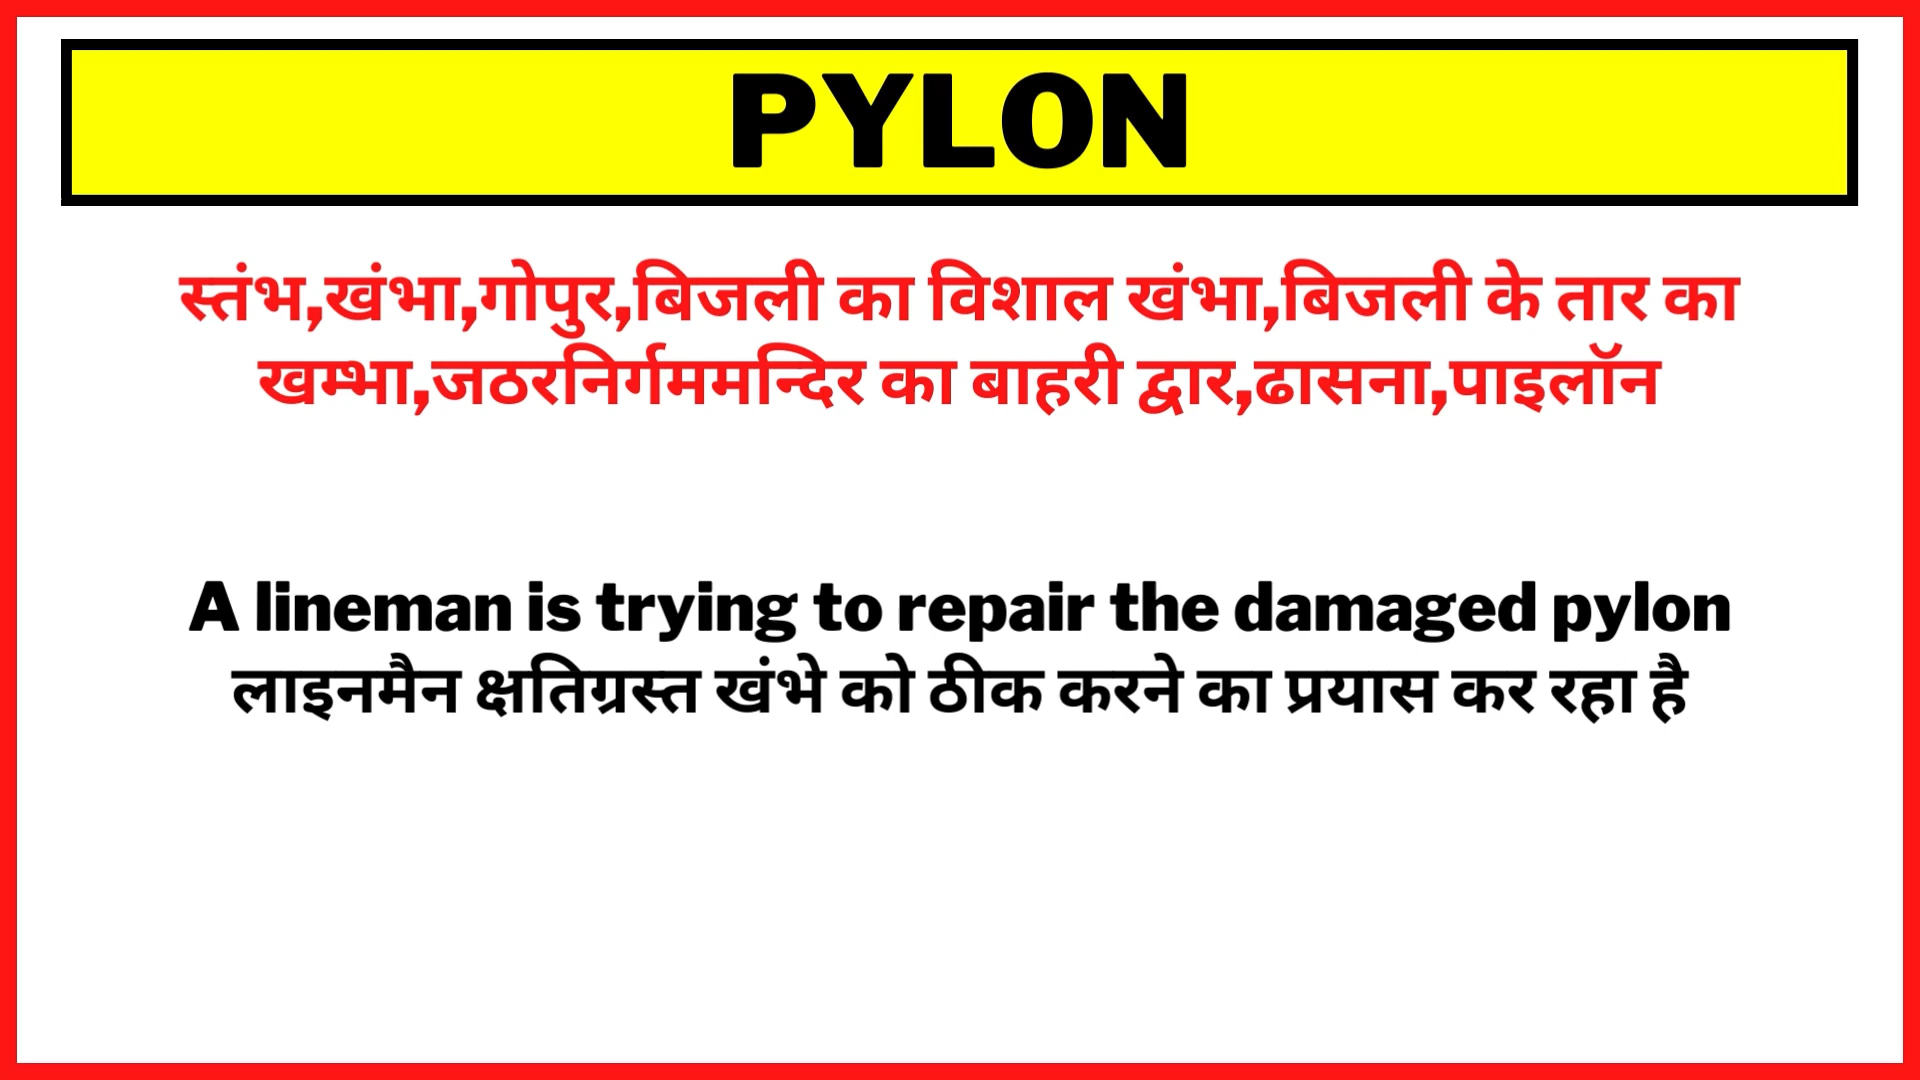 PYLON
स्तंभ,खंभा,गोपुर,बिजली का विशाल खंभा,बिजली के तार का
खम्भा,जठरनिर्गममन्दिर का बाहरी द्वार,ढासना,पाइलॉन
A lineman is trying to repair the damaged pylon
लाइनमैन क्षतिग्रस्त खंभे को ठीक करने का प्रयास कर रहा है